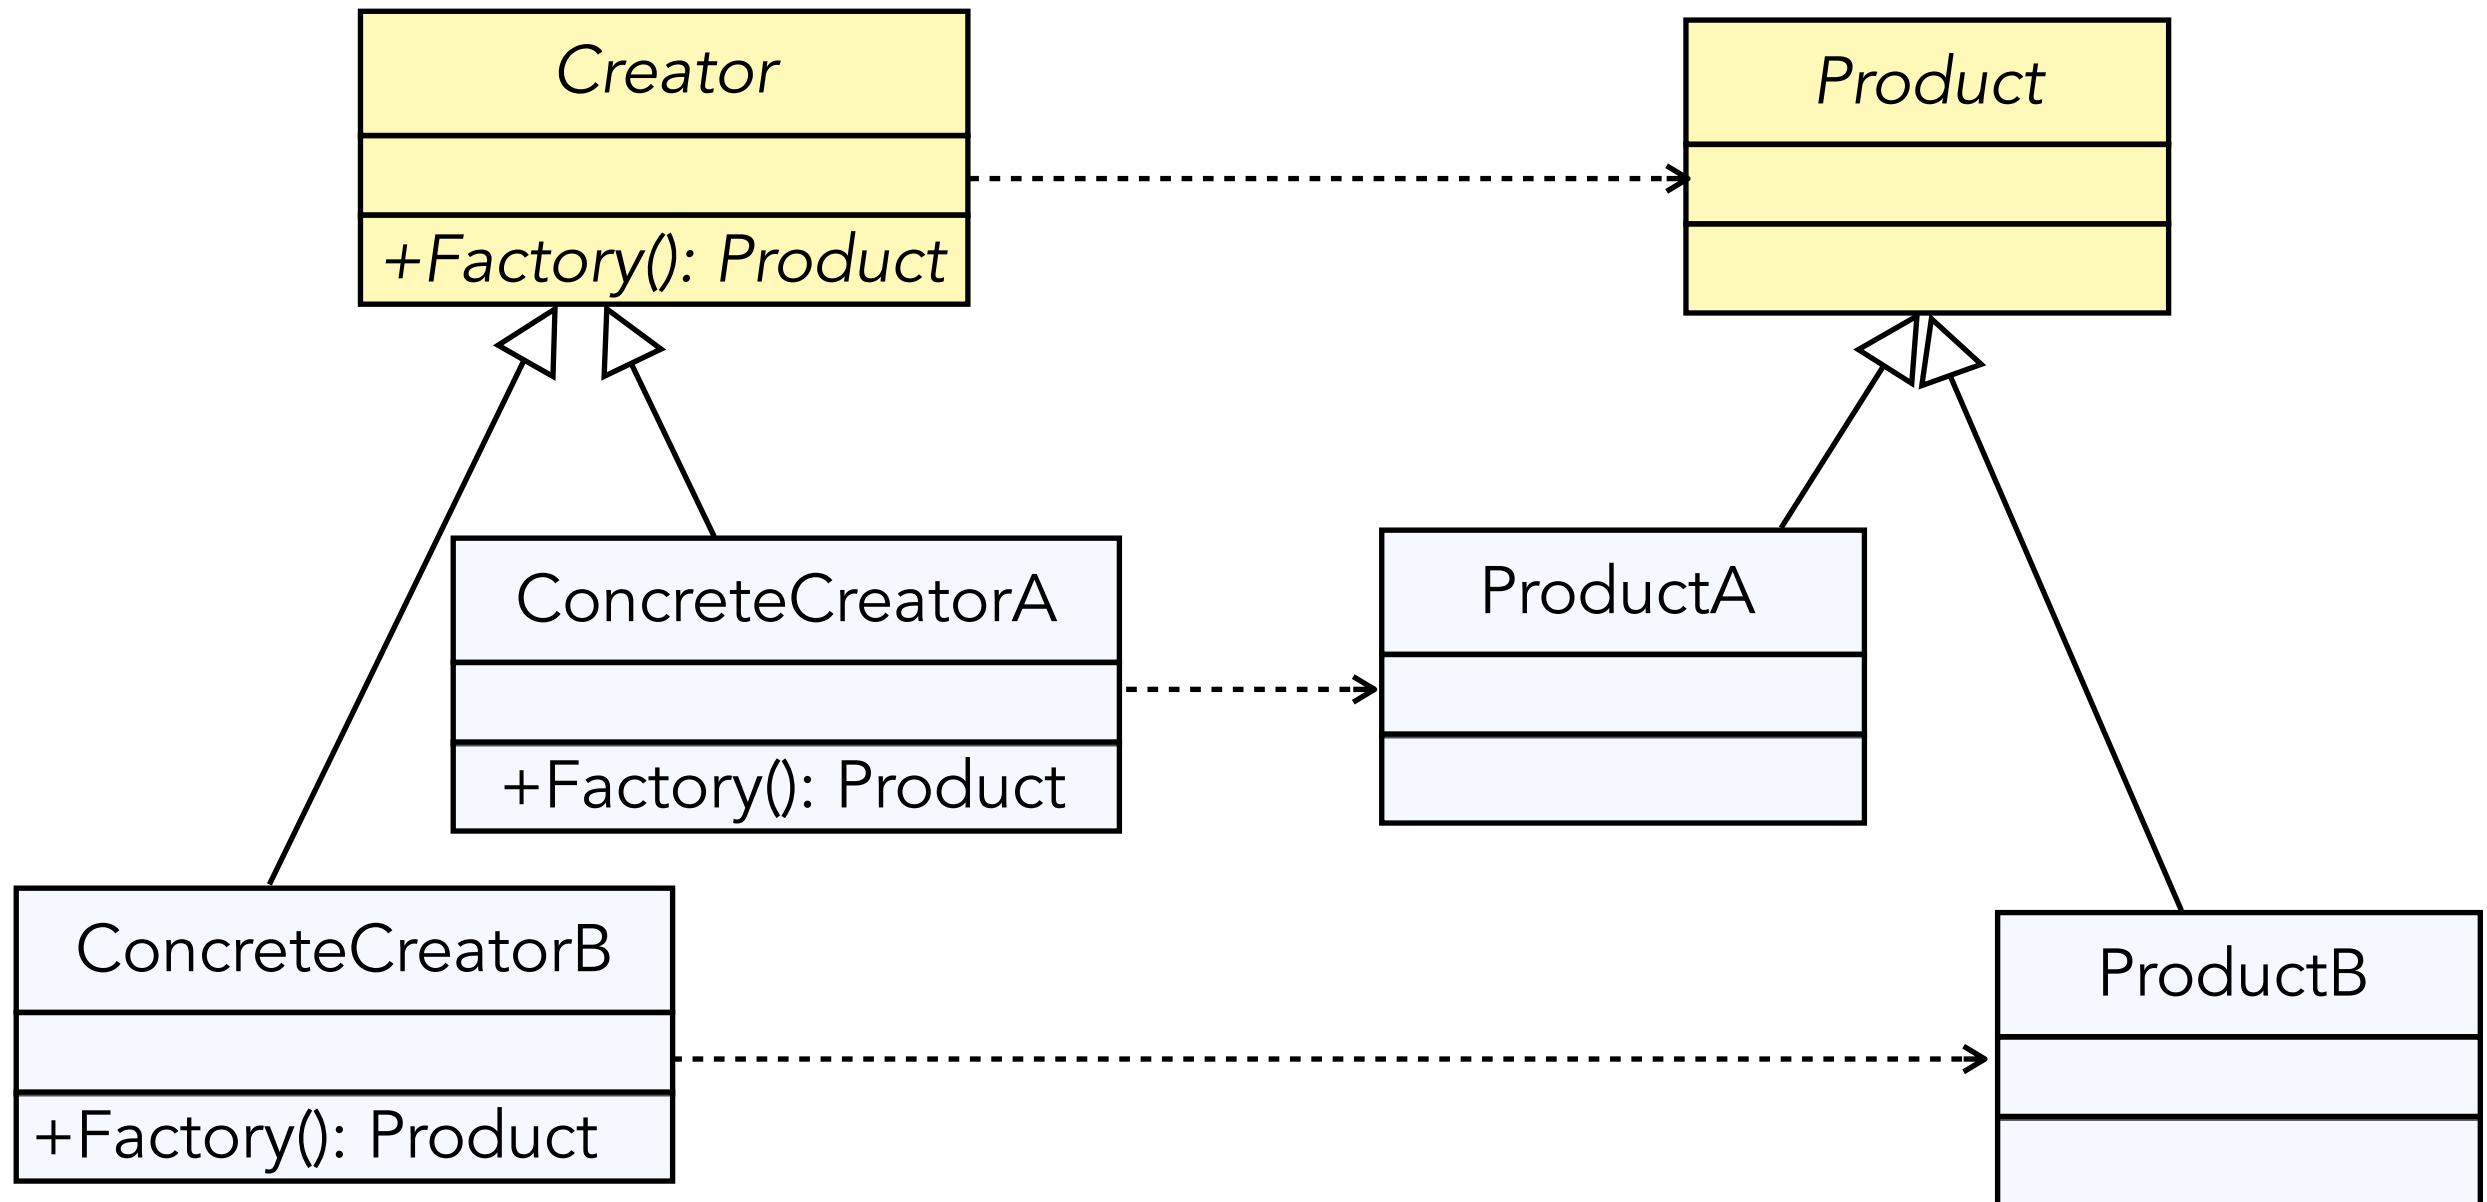 Creator
+Factory(): Product
Product
ConcreteCreatorA
+Factory(): Product
ProductA
ConcreteCreatorB
+Factory(): Product
ProductB